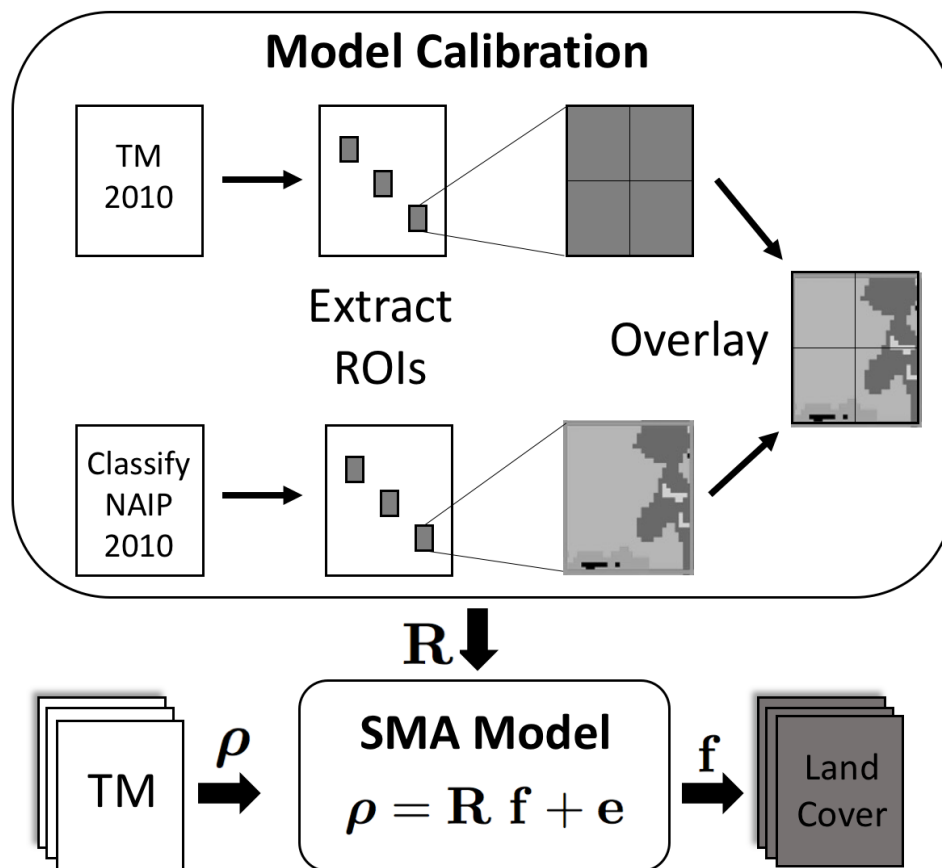 Model Calibration
TM
2010
Extract
ROIs
Overlay
Classify
NAIP
2010
R
TM
ρ
SMA Model
ρ = R f + e
f
Land
Cover